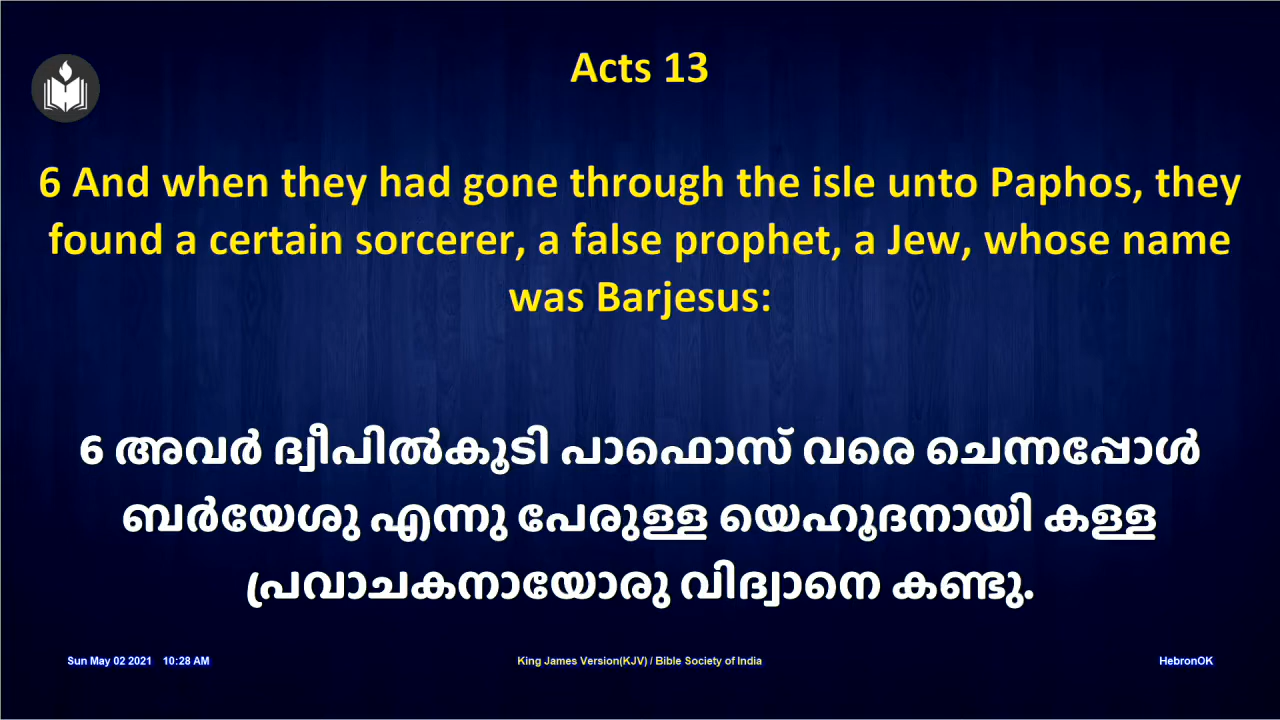 Acts 13
6 And when they had gone through the isle unto Paphos, they
found a certain sorcerer, a false prophet, a Jew, whose name
was Barjesus:
6 അവർ ദ്വീപിൽകൂടി പാഫൊസ് വരെ ചെന്നപ്പോൾ
ബർയേശു എന്നു പേരുള്ള യെഹൂദനായി കള്ള
പ്രവാചകനായോരു വിദ്വാനെ കണ്ടു.
Sun May 02 2021 10:28 AM
King James Version(KJV) / Bible Society of India
HebronOK